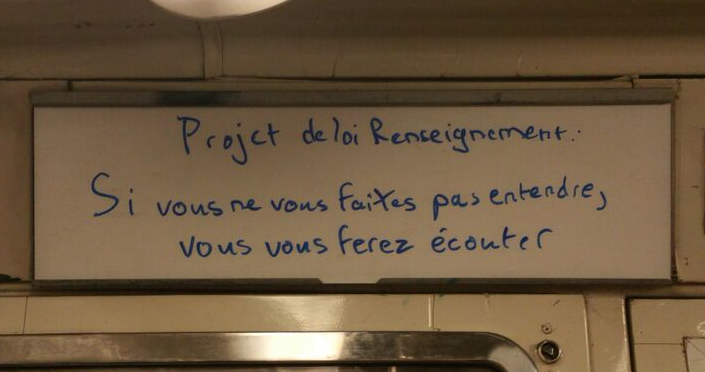 Projet de loi Renseignement:
Si vous ne vous faites pas entendre,
vous vous ferez écouter